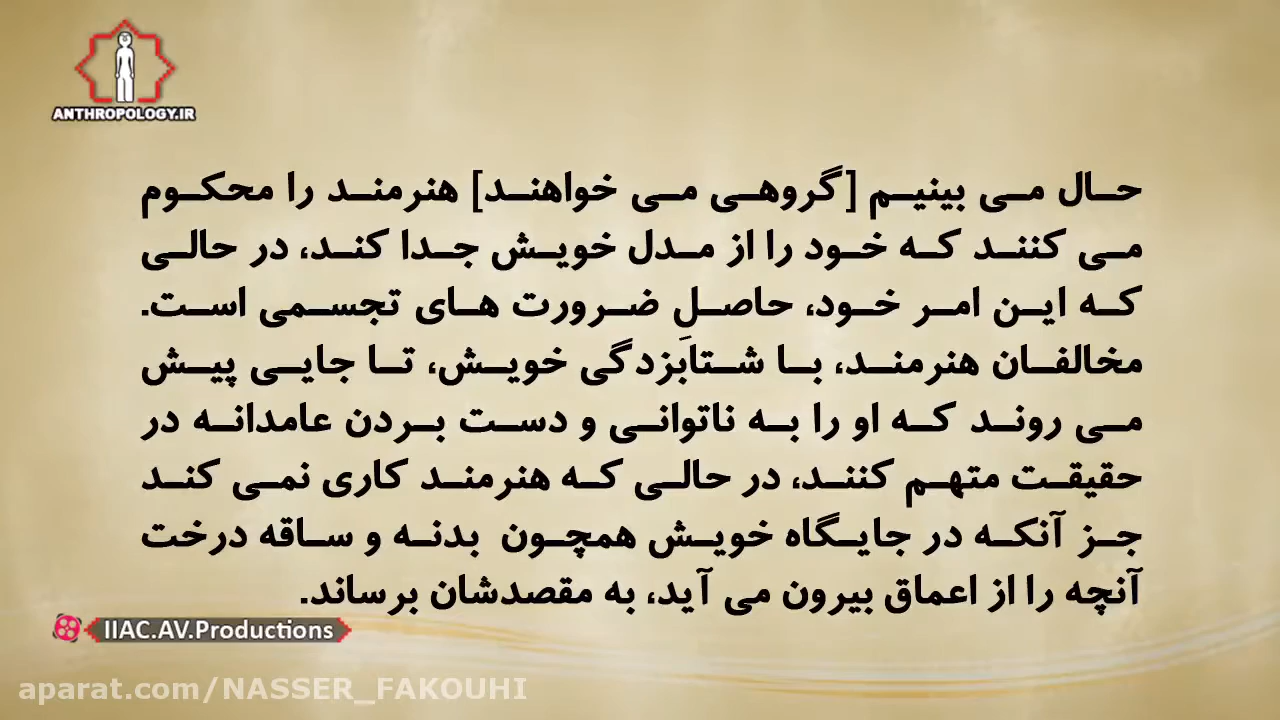 ANTHROPOLOGY.IR
حال می بینیم [گروهی می خواهند] هنرمند را محکوم
می کنند که خود را از مدل خویش جدا کند، در حالی
که این امر خود، حاصلِ ضرورت های تجسمی است.
مخالفان هنرمند، با شتابَزدگی خویش، تا جایی پیش
می روند که او را به ناتوانی و دست بردن عامدانه در
حقیقت متهم کنند، در حالی که هنرمند کاری نمی کند
جز آنکه در جایگاه خویش همچون بدنه و ساقه درخت
آنچه را از اعماق بیرون می آید، به مقصدشان برساند.
IIAC.AV.Productions
aparat.com/NASSER_FAKOUHI